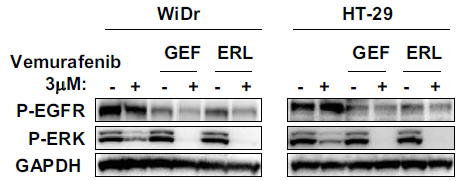 WiDr HT-29
GEF ERL GEF ERL
Vemurafenib
3µM: - + - + - + - + - + - +
P-EGFR
P-ERK
GAPDH